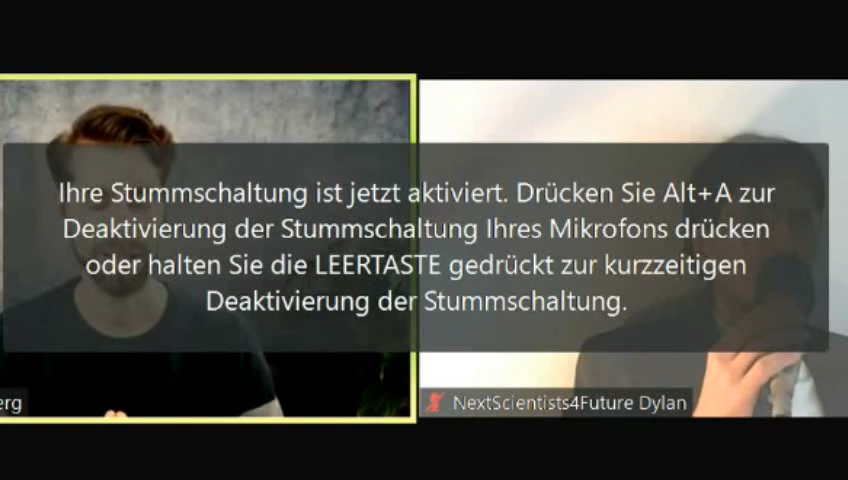 Ihre Stummschaltung ist jetzt aktiviert. Drücken Sie Alt+A zur
Deaktivierung der Stummschaltung Ihres Mikrofons drücken
oder halten Sie die LEERTASTE gedrückt zur kurzzeitigen
Deaktivierung der Stummschaltung.
erg
NextScientists4Future Dylan